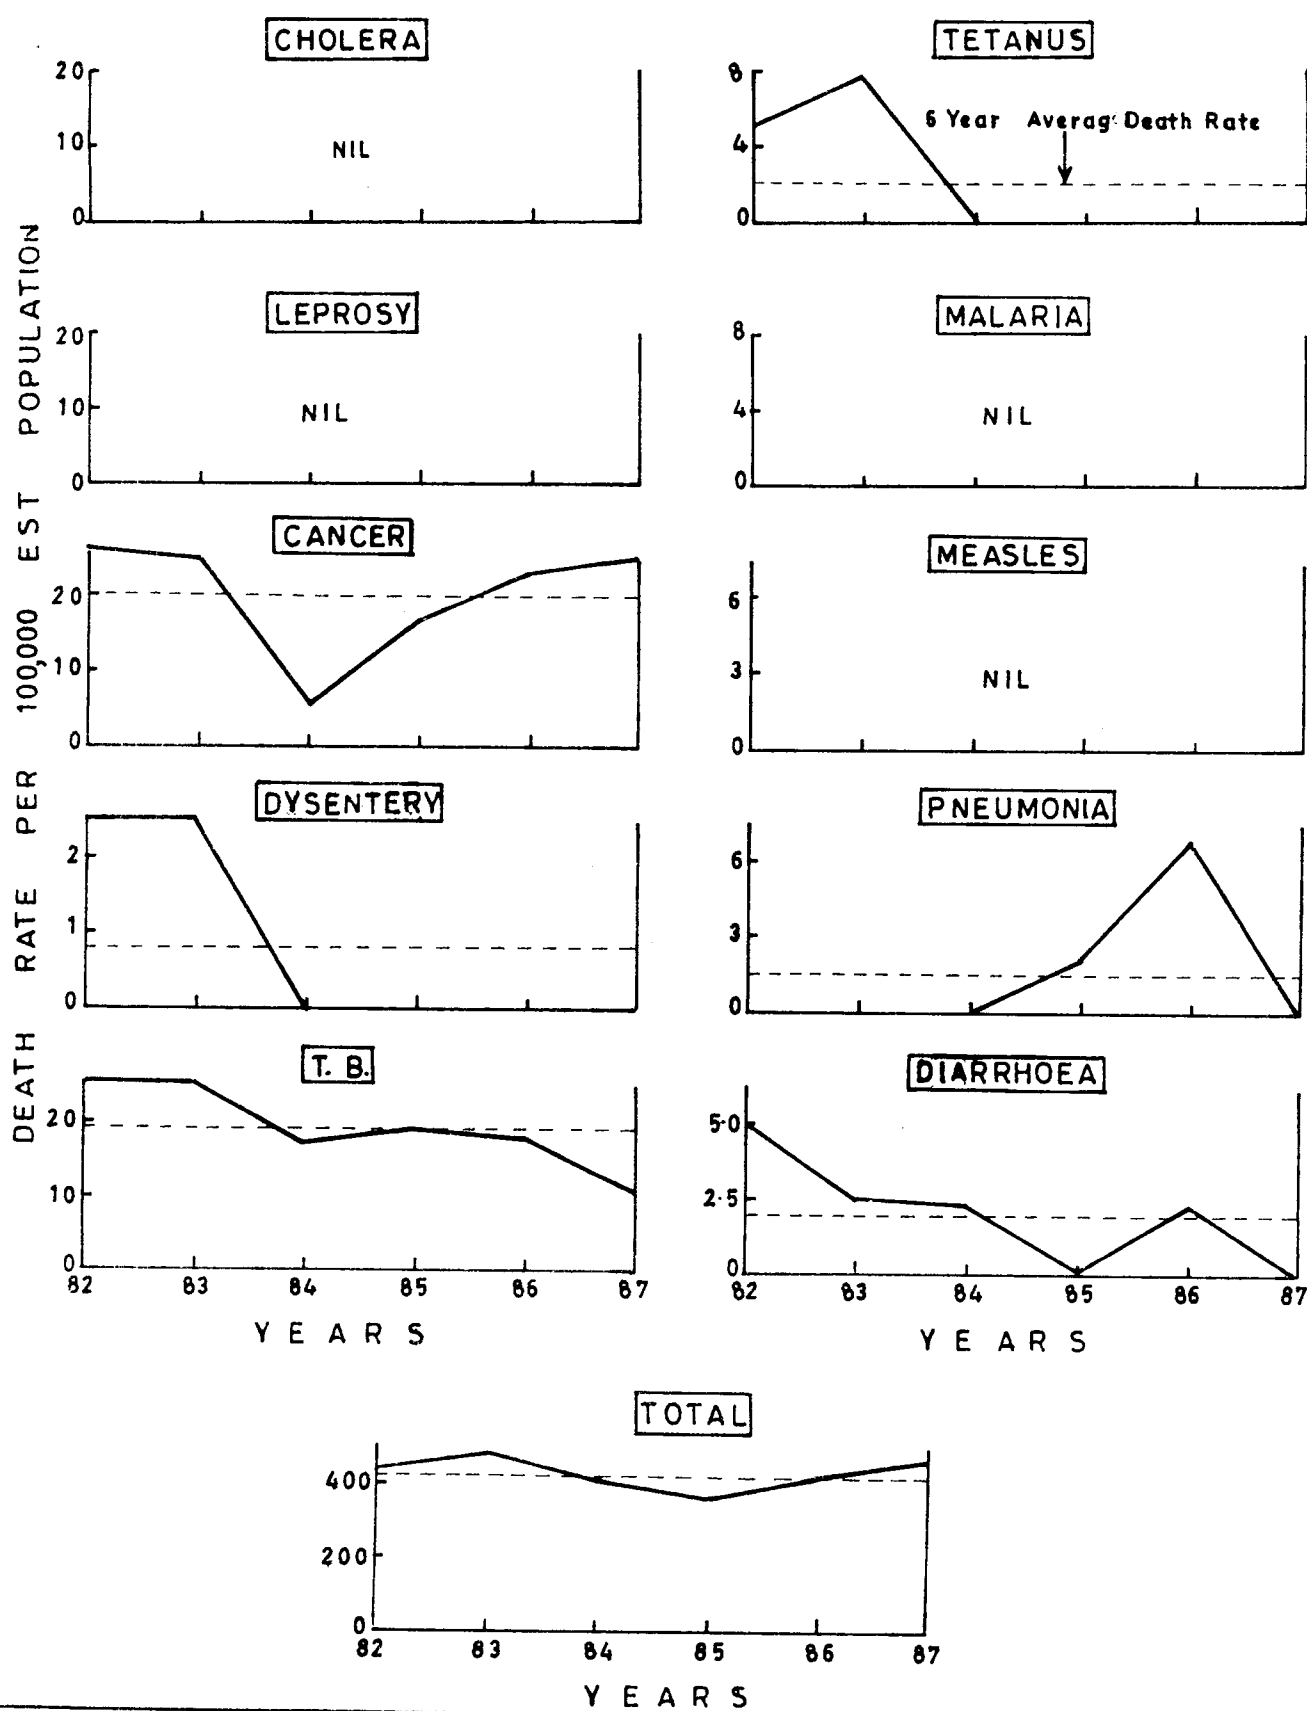 CHOLERA
20
10
0
NIL
TETANUS
8
4
0
6 Year Averag Death Rate
LEPROSY
20
10
0
NIL
MALARIA
8
4
0
NIL
CANCER
20
10
0
MEASLES
6
3
0
NIL
DYSENTERY
2
1
0
PNEUMONIA
6
3
0
T. B.
20
10
0
82 83 84 85 86 87
YEARS
DIARRHOEA
5.0
2.5
0
82 83 84 85 86 87
YEARS
DEATH RATE PER 100,000 EST POPULATION
TOTAL
400
200
0
82 83 84 85 86 87
YEARS